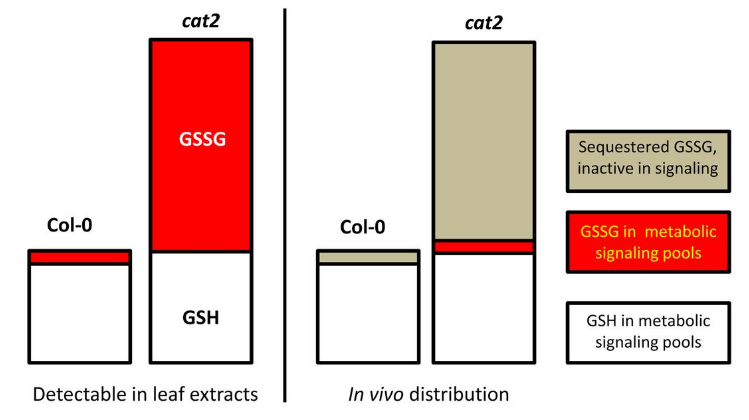 cat2
GSSG
Col-0
GSH
Detectable in leaf extracts
cat2
Col-0
In vivo distribution
Sequestered GSSG,
inactive in signaling
GSSG in metabolic
signaling pools
GSH in metabolic
signaling pools